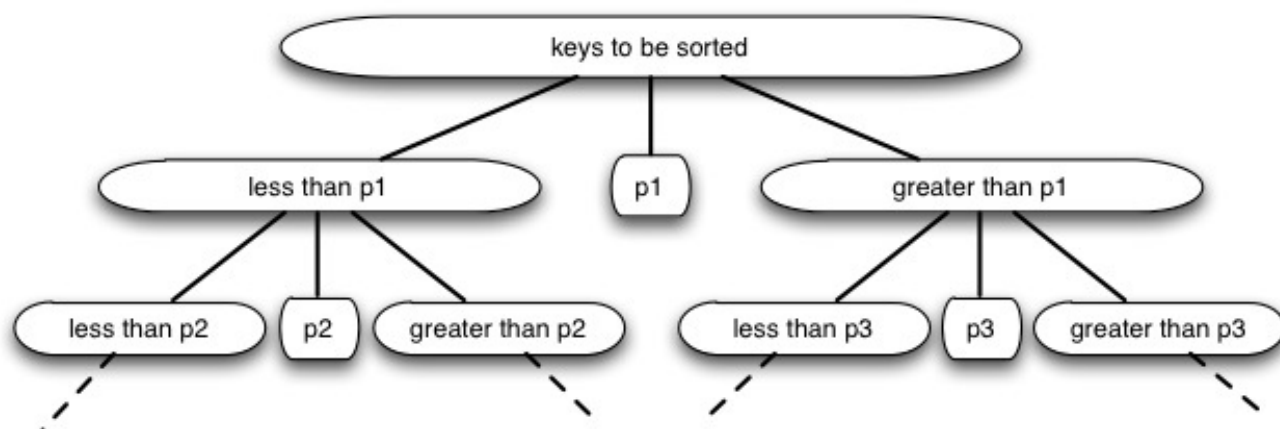 keys to be sorted
less than p1
p1
greater than p1
less than p2
p2
greater than p2
less than p3
p3
greater than p3